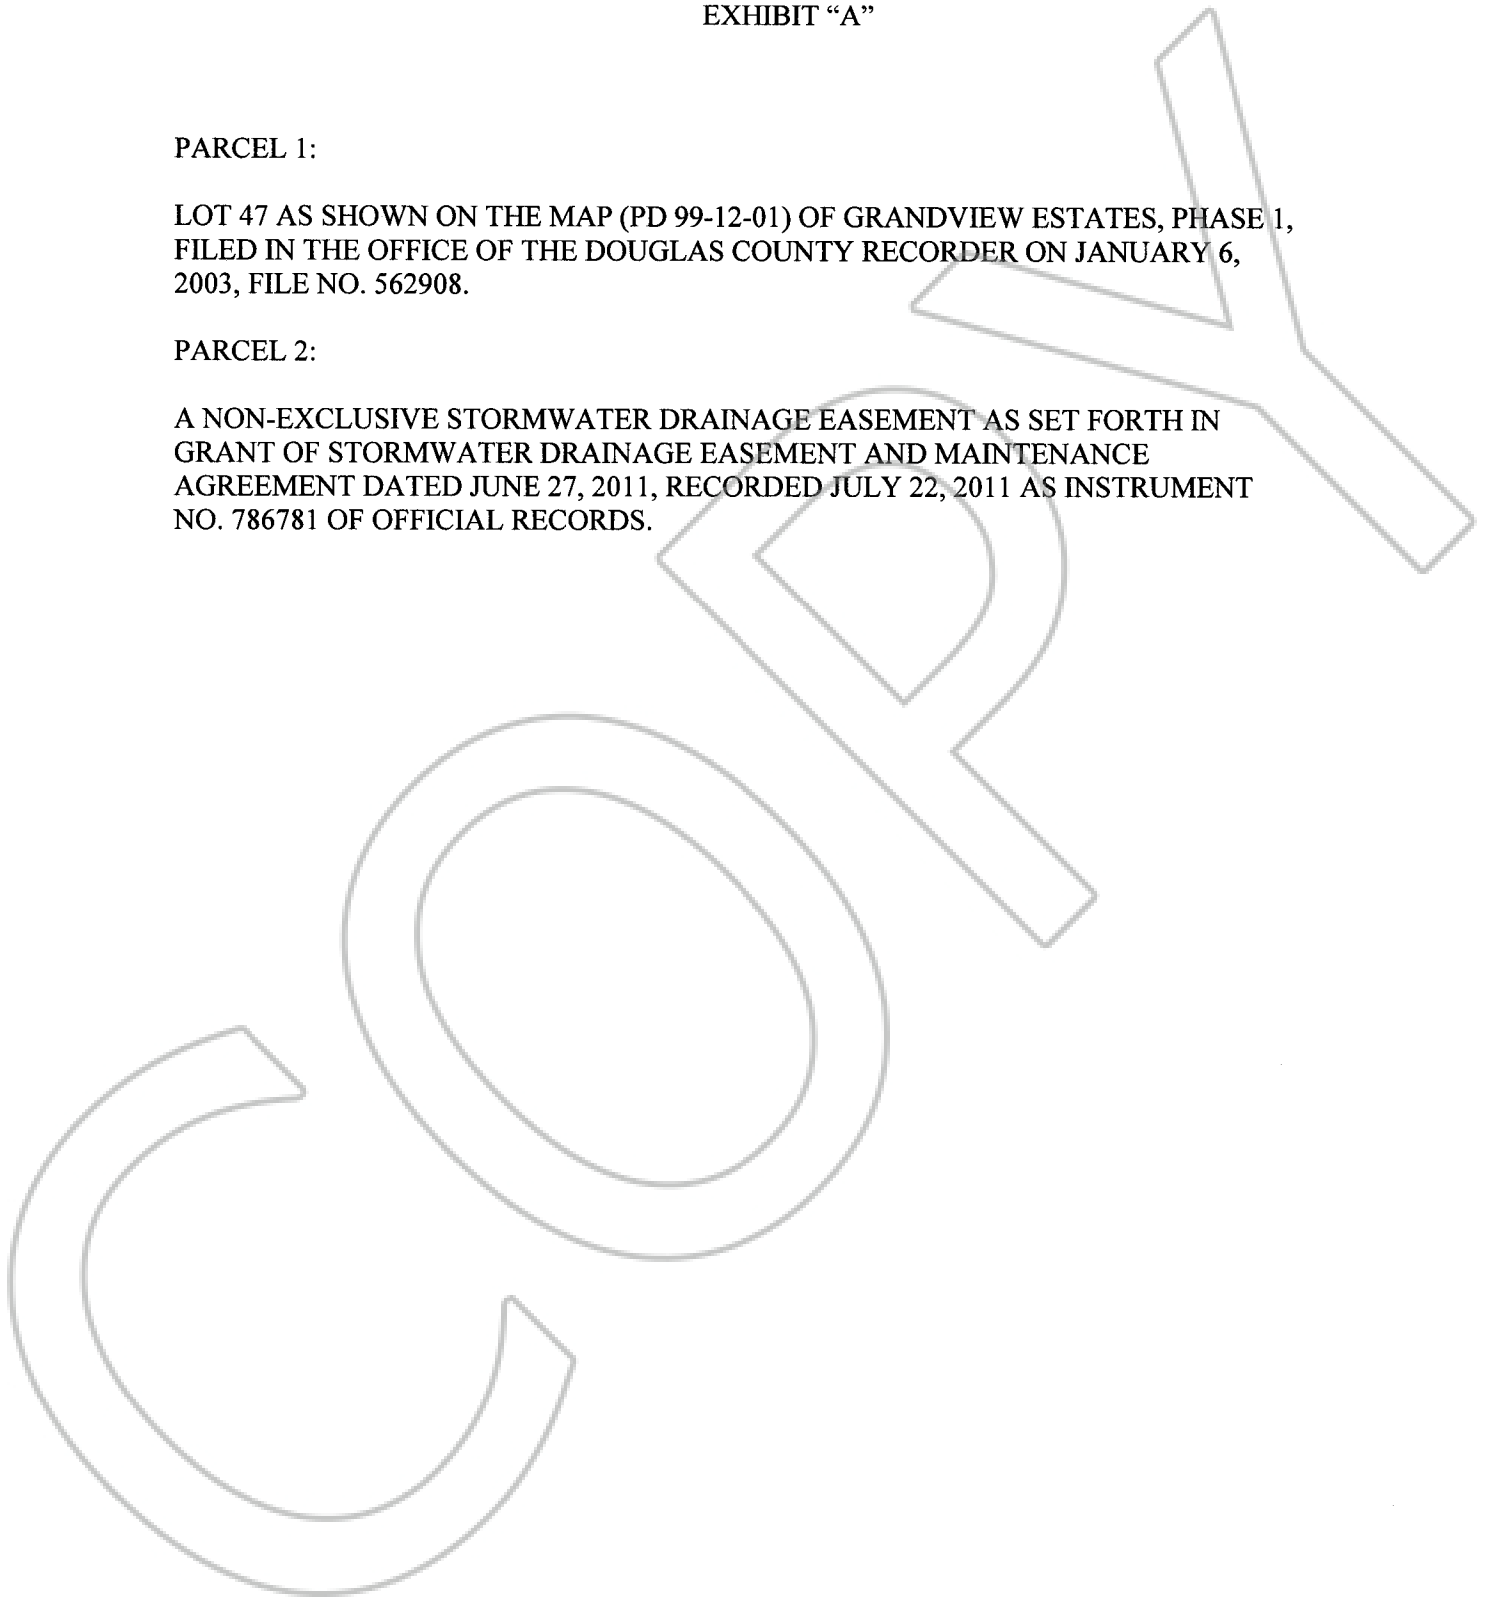 EXHIBIT “A”
PARCEL 1:
LOT 47 AS SHOWN ON THE MAP (PD 99-12-01) OF GRANDVIEW ESTATES, PHASE 1,
FILED IN THE OFFICE OF THE DOUGLAS COUNTY RECORDER ON JANUARY 6,
2003, FILE NO. 562908.
PARCEL 2:
A NON-EXCLUSIVE STORMWATER DRAINAGE EASEMENT AS SET FORTH IN
GRANT OF STORMWATER DRAINAGE EASEMENT AND MAINTENANCE
AGREEMENT DATED JUNE 27, 2011, RECORDED JULY 22, 2011 AS INSTRUMENT
NO. 786781 OF OFFICIAL RECORDS.
COPY